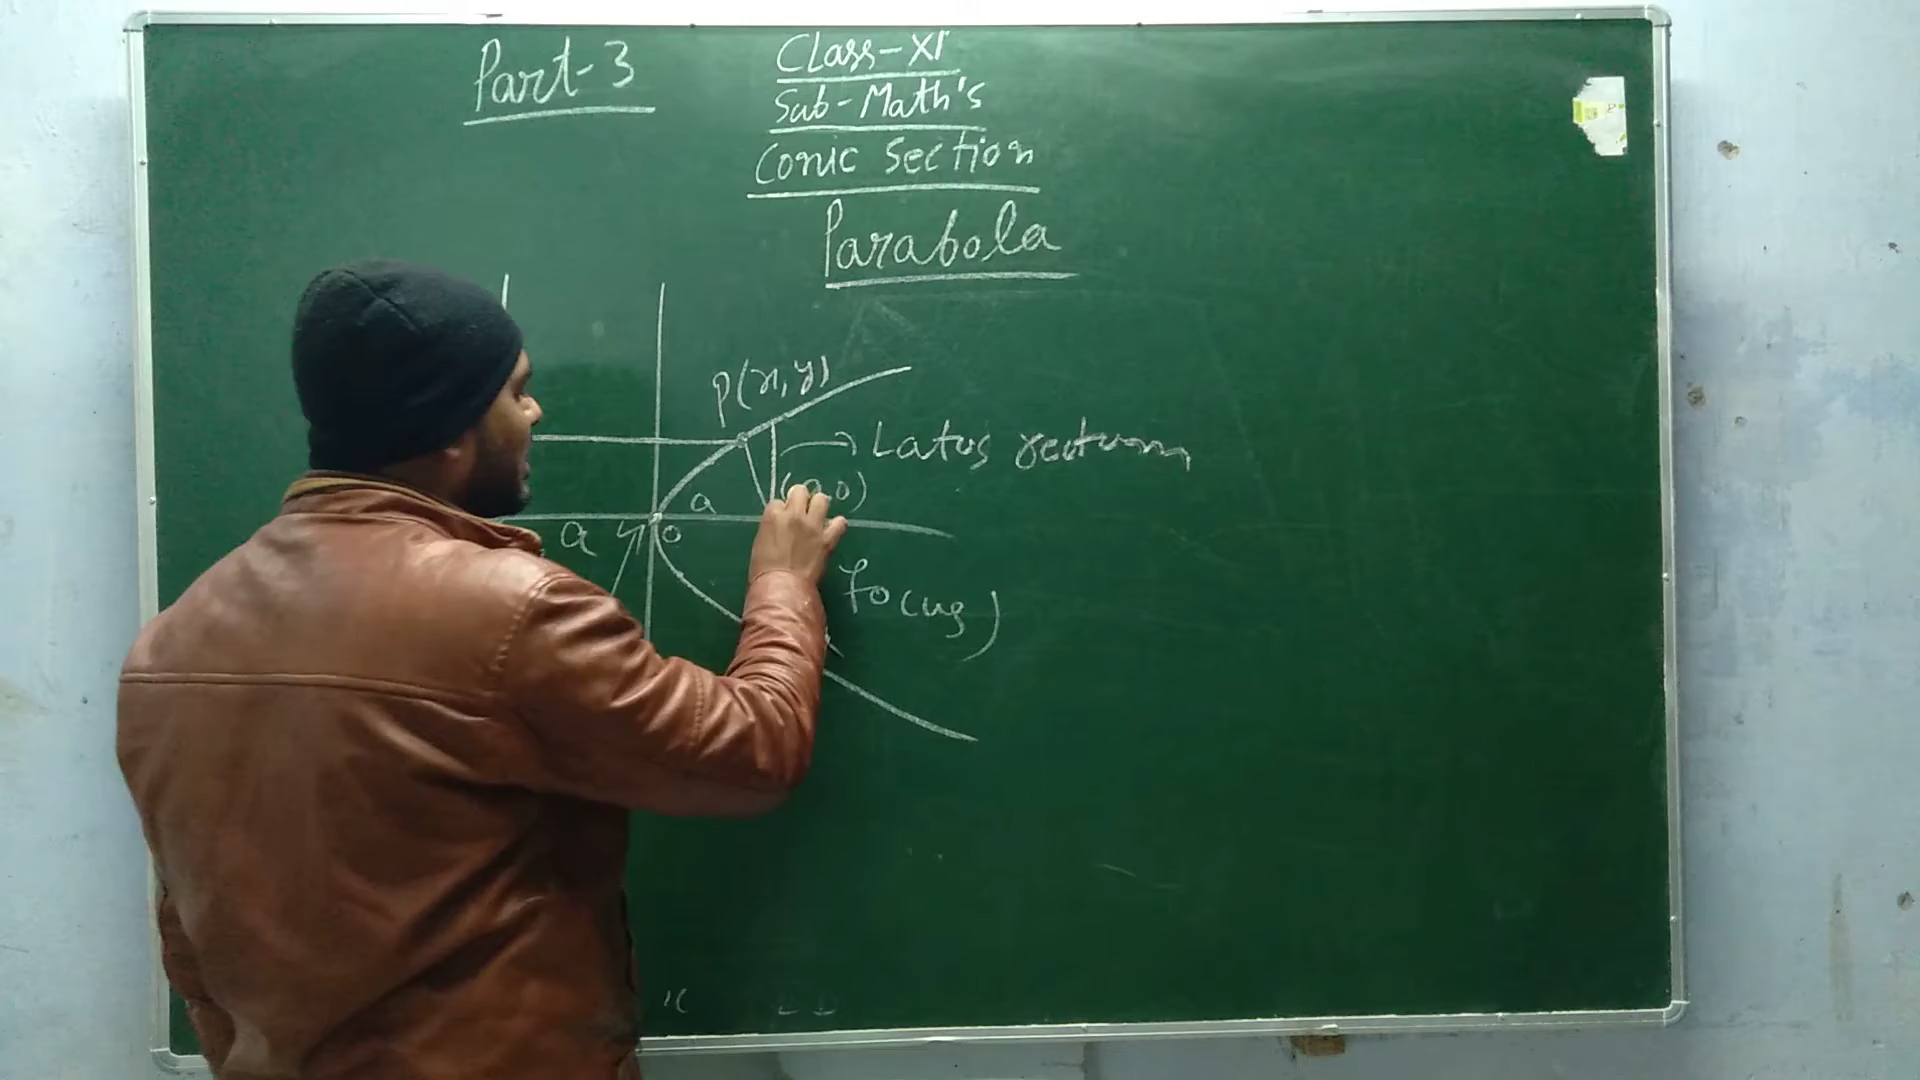 Part-3
Class-XI
Sub-Math's
Conic Section
Parabola
P(x,y)
Latus rectum
a
a
o
focus)